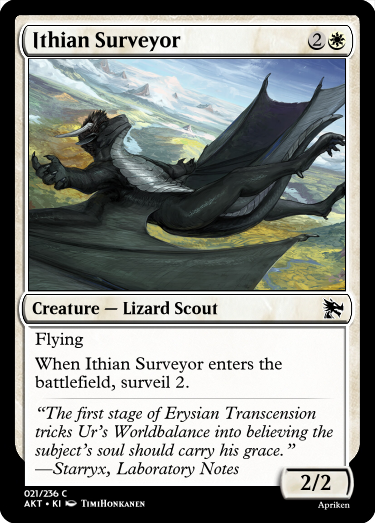 Ithian Surveyor 2
Creature — Lizard Scout
Flying
When Ithian Surveyor enters the
battlefield, surveil 2.
“The first stage of Erysian Transcension
tricks Ur's Worldbalance into believing the
subject's soul should carry his grace.”
—Starryx, Laboratory Notes
2/2
021/236 C
AKT • KI TimiHonkanen
Apriken